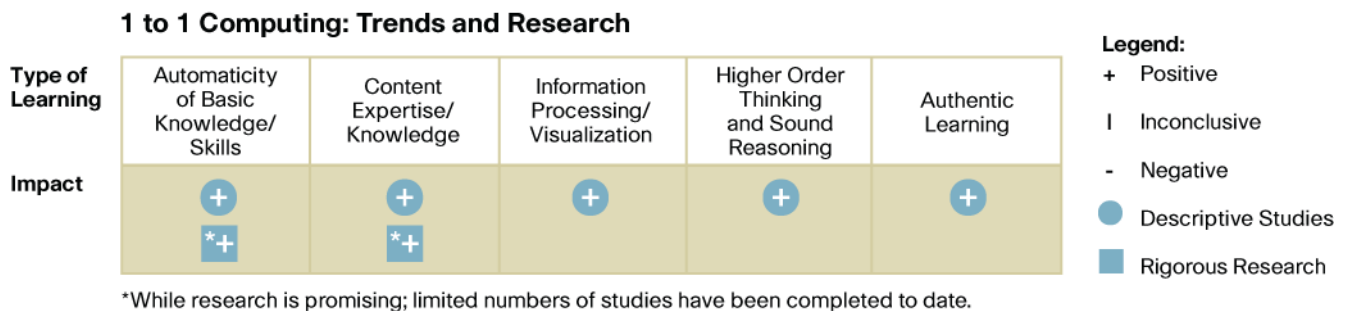 1 to 1 Computing: Trends and Research
Type of
Learning
Automaticity
of Basic
Knowledge/
Skills
Content
Expertise/
Knowledge
Information
Processing/
Visualization
Higher Order
Thinking
and Sound
Reasoning
Authentic
Learning
Impact
+
+
+
+
+
*+
*+
*While research is promising; limited numbers of studies have been completed to date.
Legend:
+ Positive
I Inconclusive
- Negative
Descriptive Studies
Rigorous Research